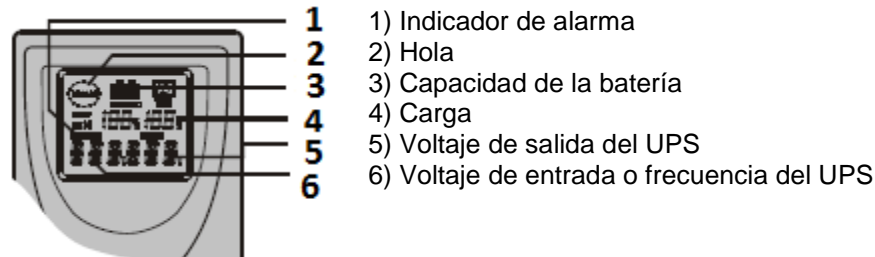 1
2
3
4
5
6
1) Indicador de alarma
2) Hola
3) Capacidad de la batería
4) Carga
5) Voltaje de salida del UPS
6) Voltaje de entrada o frecuencia del UPS